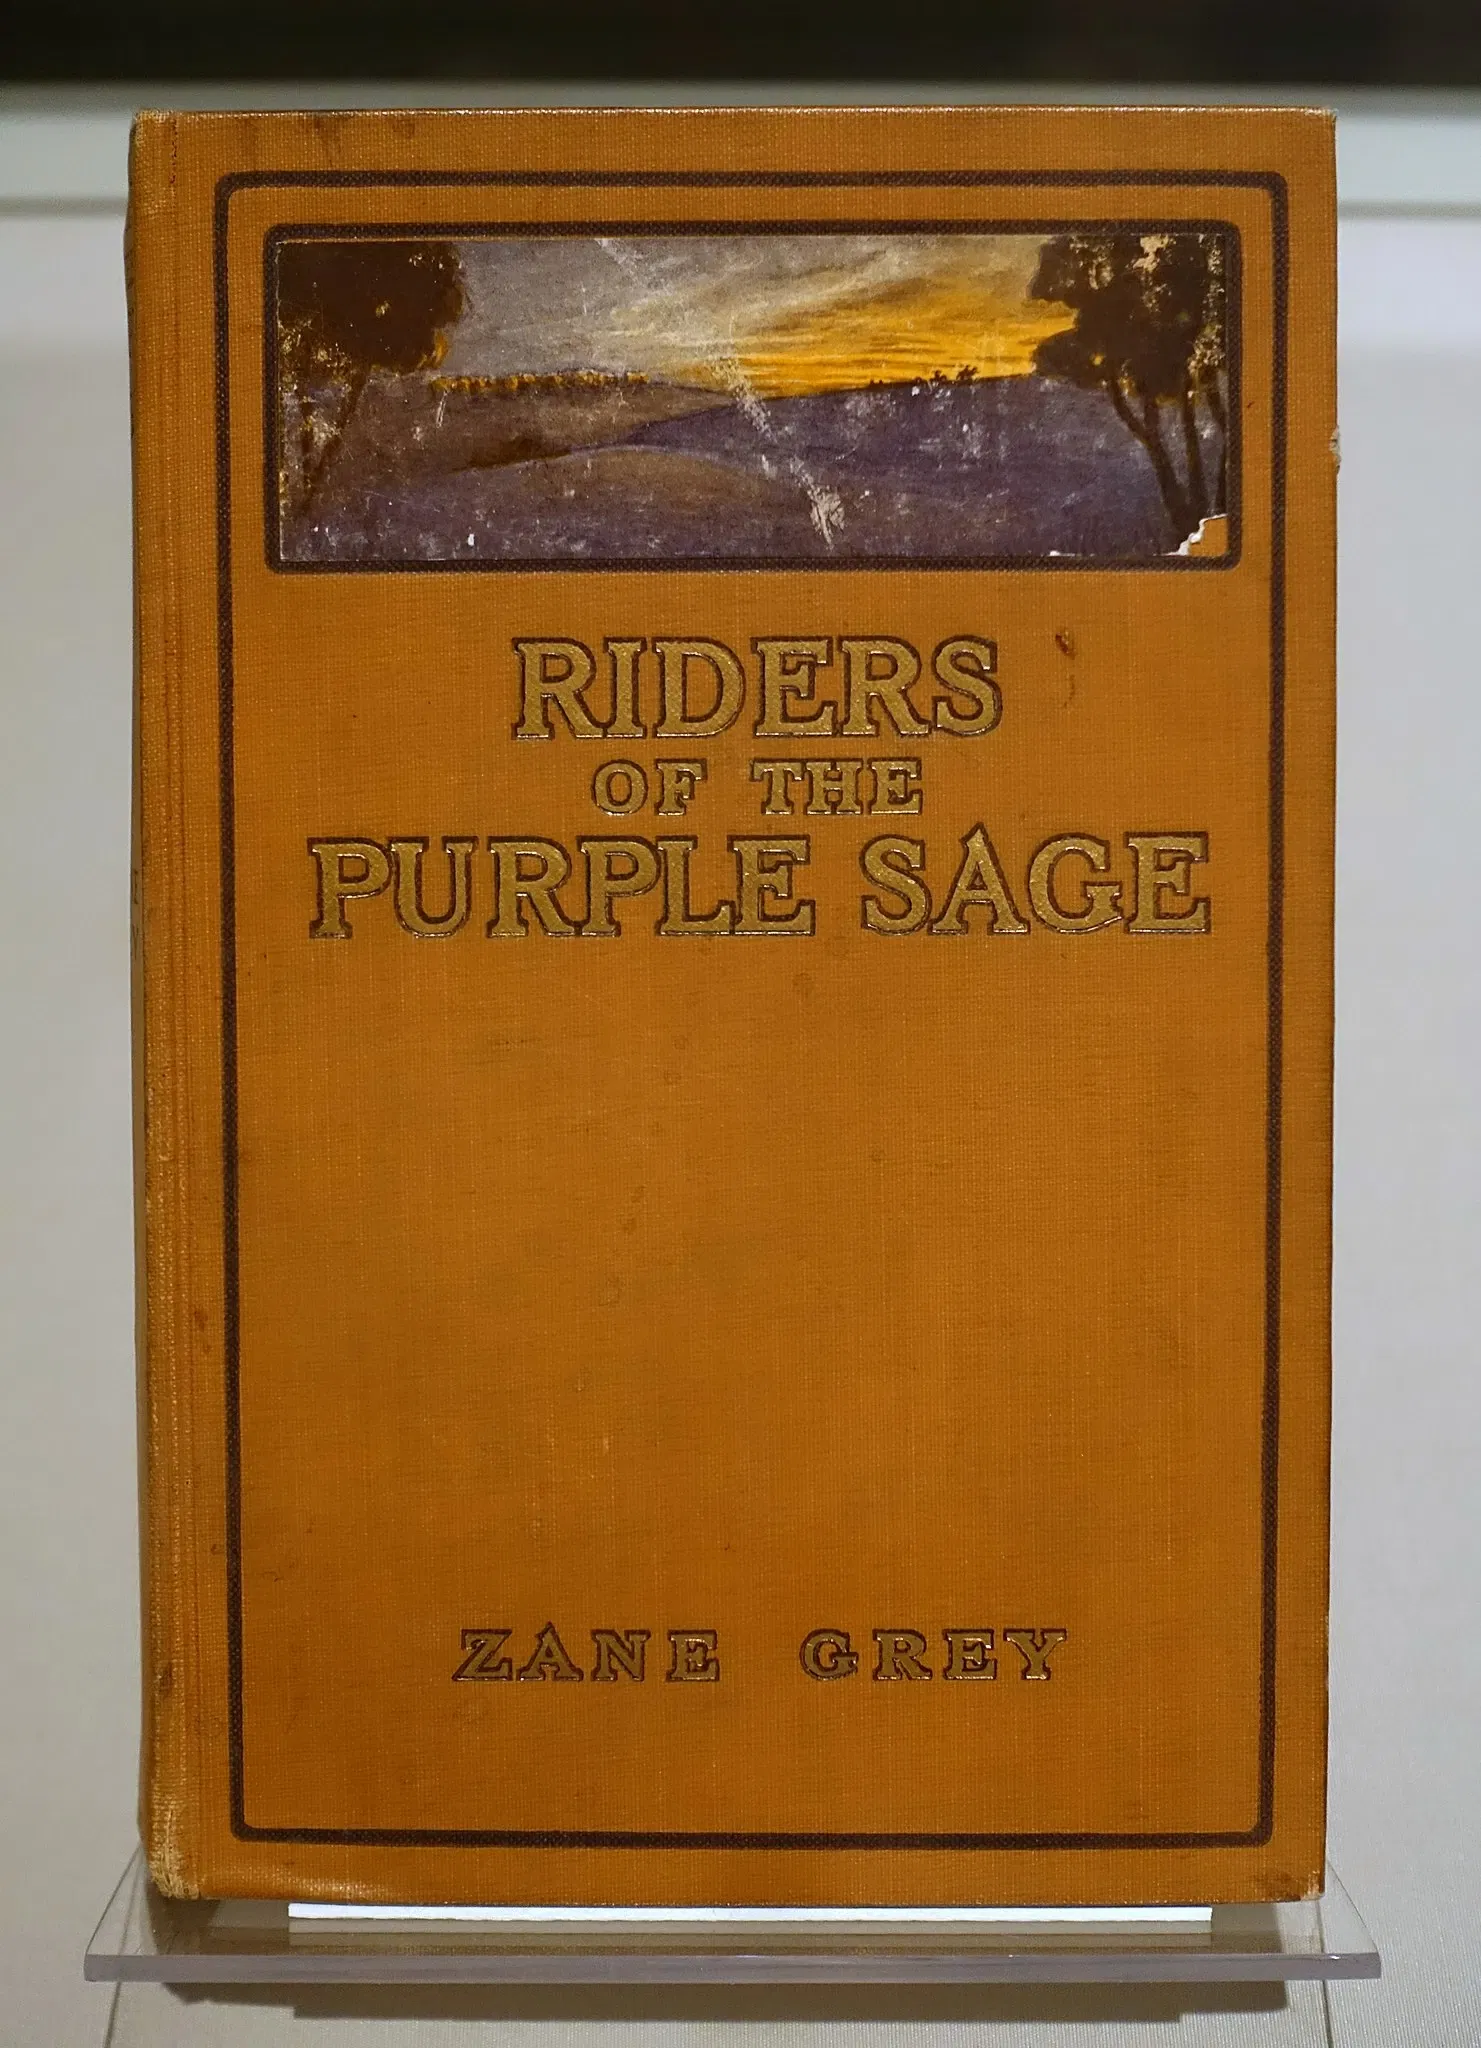 RIDERS
OF THE
PURPLE SAGE
ZANE GREY